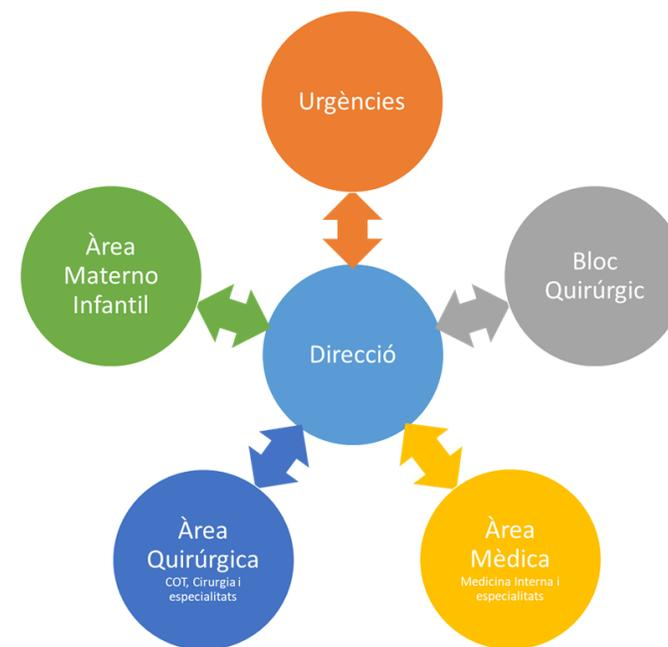 Urgències
Àrea
Materno
Infantil
Bloc
Quirúrgic
Direcció
Àrea
Quirúrgica
COT, Cirurgia i
especialitats
Àrea
Mèdica
Medicina Interna i
especialitats